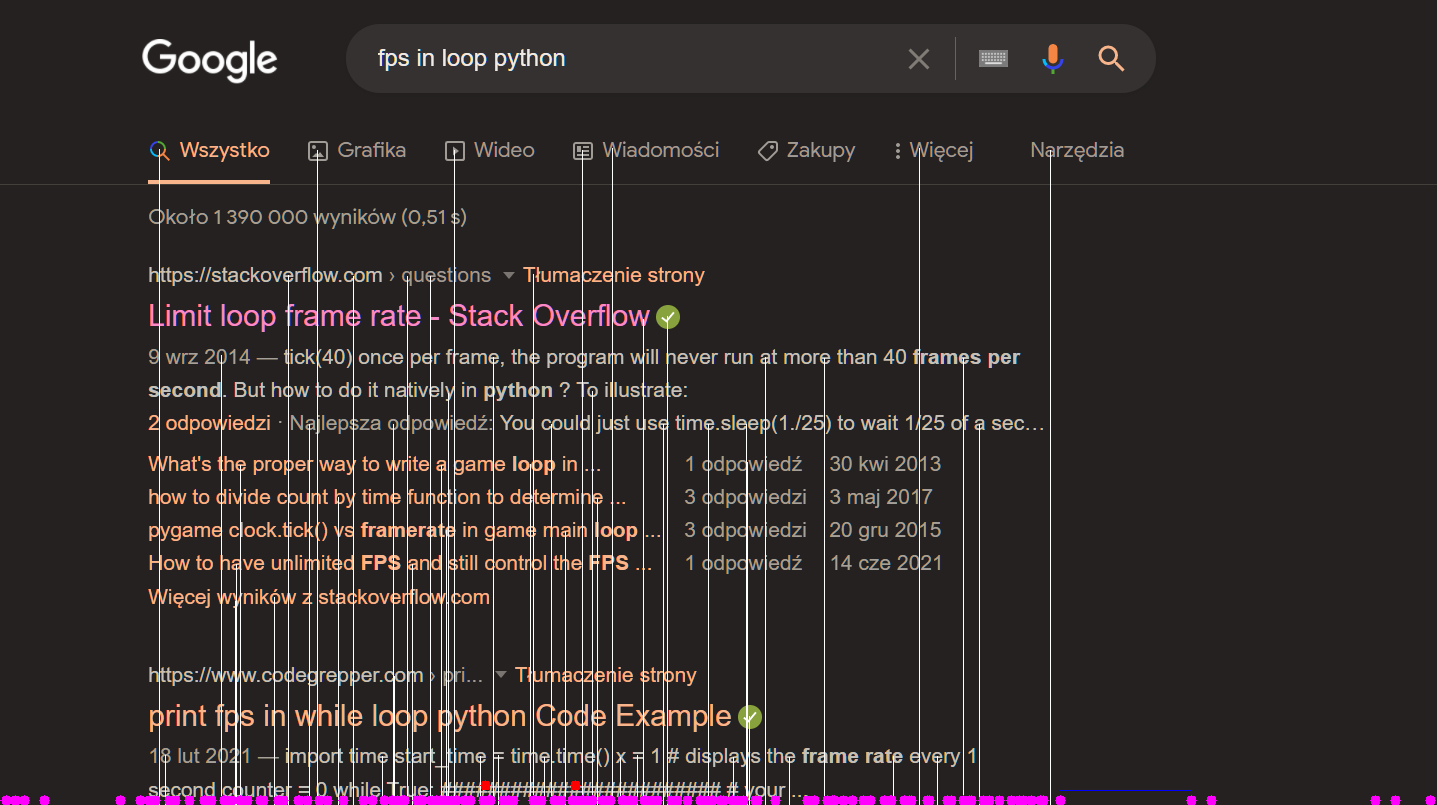 Google
fps in loop python
Wszystko Grafika Wideo Wiadomości Zakupy Więcej Narzędzia
Około 1 390 000 wyników (0,51 s)
https://stackoverflow.com › questions Tłumaczenie strony
Limit loop frame rate - Stack Overflow
9 wrz 2014 — tick(40) once per frame, the program will never run at more than 40 frames per
second. But how to do it natively in python ? To illustrate:
2 odpowiedzi · Najlepsza odpowiedź: You could just use time.sleep(1./25) to wait 1/25 of a sec…
What's the proper way to write a game loop in ... 1 odpowiedź 30 kwi 2013
how to divide count by time function to determine ... 3 odpowiedzi 3 maj 2017
pygame clock.tick() vs framerate in game main loop ... 3 odpowiedzi 20 gru 2015
How to have unlimited FPS and still control the FPS ... 1 odpowiedź 14 cze 2021
Więcej wyników z stackoverflow.com
https://www.codegrepper.com › pri... Tłumaczenie strony
print fps in while loop python Code Example
18 lut 2021 — import time start_time = time.time() x = 1 # displays the frame rate every 1
second counter = 0 while True: ######################### # your ...